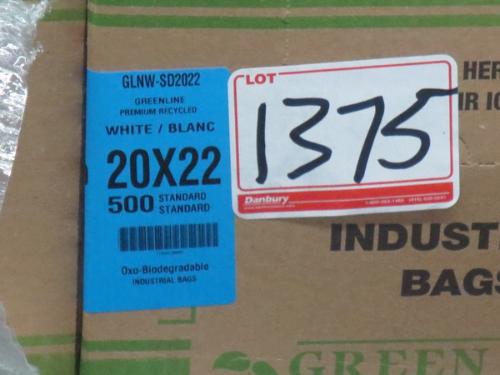 GLNW-SD2022
GREENLINE
PREMIUM RECYCLED
WHITE / BLANC
20X22
500 STANDARD
STANDARD
Oxo-Biodegradable
INDUSTRIAL BAGS
LOT
1375
Danbury
HER
IR
INDUST
BAGS
GREEN